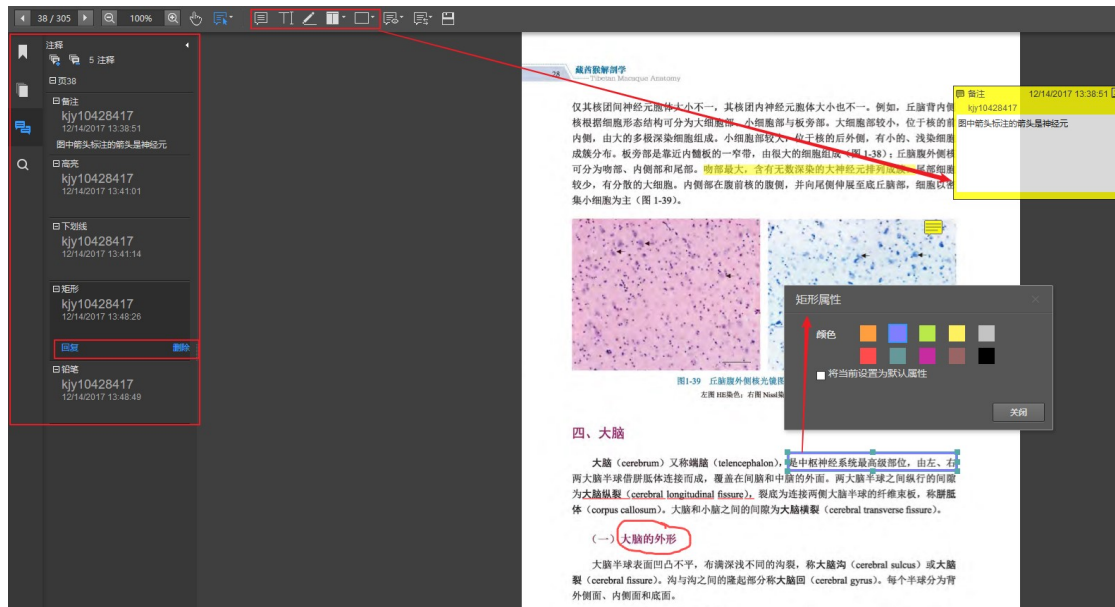 38 / 305
100%
注释
5 注释
页38
备注
kjy10428417
12/14/2017 13:38:51
图中箭头标注的箭头是神经元
高亮
kjy10428417
12/14/2017 13:41:01
下划线
kjy10428417
12/14/2017 13:41:14
矩形
kjy10428417
12/14/2017 13:48:26
回复 删除
铅笔
kjy10428417
12/14/2017 13:48:49
28 藏酋猴解剖学
Tibetan Macaque Anatomy
仅其核团间神经元胞体大小不一，其核团内神经元胞体大小也不一。例如，丘脑背内侧
核根据细胞形态结构可分为大细胞部、小细胞部与板旁部。大细胞部较小，位于核的前
内侧，由大的多极深染细胞组成。小细胞部较大，位于核的后外侧，有小的、浅染细胞
成簇分布。板旁部是靠近内髓板的一窄带，由很大的细胞组成（图 1-38）；丘脑腹外侧核
可分为吻部、内侧部和尾部。吻部最大，含有无数深染的大神经元排列成簇。尾部细胞
较少，有分散的大细胞。内侧部在腹前核的腹侧，并向尾侧伸展至底丘脑部，细胞以密
集小细胞为主（图 1-39）。
备注 12/14/2017 13:38:51
kjy10428417
图中箭头标注的箭头是神经元
矩形属性
颜色
将当前设置为默认属性
关闭
图1-39 丘脑腹外侧核光镜图
左图 HE染色；右图 Nissl染
四、大脑
大脑（cerebrum）又称端脑（telencephalon），是中枢神经系统最高级部位，由左、右
两大脑半球借胼胝体连接而成，覆盖在间脑和中脑的外面。两大脑半球之间纵行的间隙
为大脑纵裂（cerebral longitudinal fissure），裂底为连接两侧大脑半球的纤维束板，称胼胝
体（corpus callosum）。大脑和小脑之间的间隙为大脑横裂（cerebral transverse fissure）。
（一）大脑的外形
大脑半球表面凹凸不平，布满深浅不同的沟裂，称大脑沟（cerebral sulcus）或大脑
裂（cerebral fissure）。沟与沟之间的隆起部分称大脑回（cerebral gyrus）。每个半球分为背
外侧面、内侧面和底面。